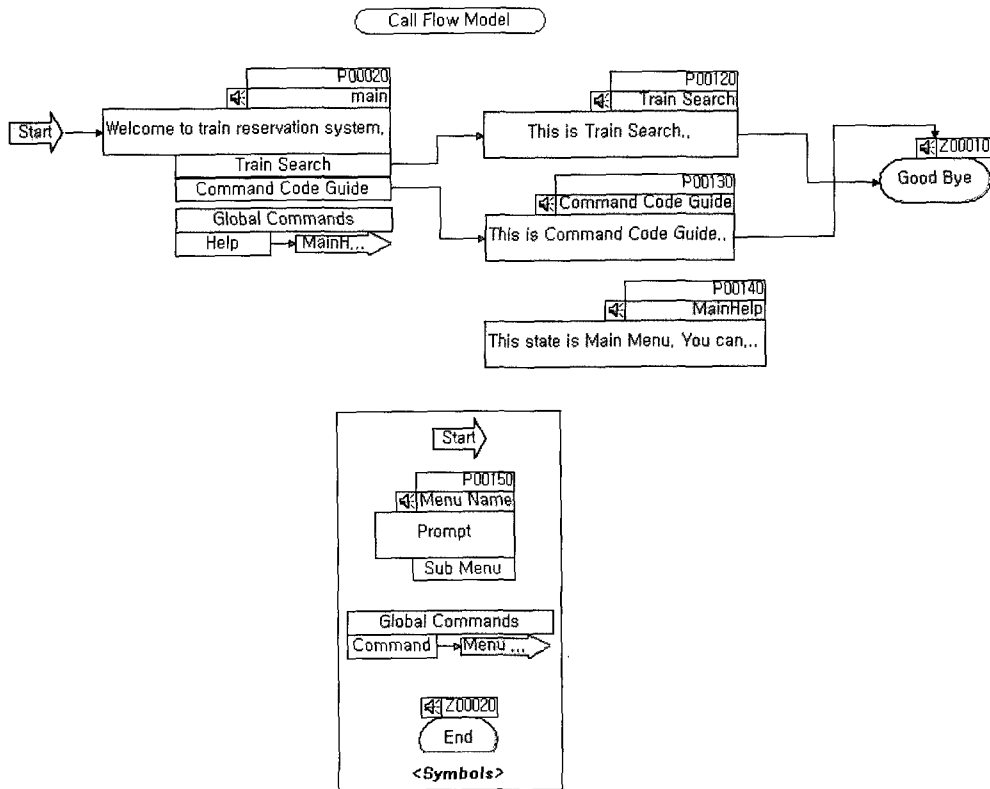 Call Flow Model
P00020
main
Start
Welcome to train reservation system,
Train Search
Command Code Guide
Global Commands
Help
MainH,..
P00120
Train Search
This is Train Search,,
P00130
Command Code Guide
This is Command Code Guide,,
P00140
MainHelp
This state is Main Menu, You can,,,
Z00010
Good Bye
Start
P00150
Menu Name
Prompt
Sub Menu
Global Commands
Command
Menu ,,,
Z00020
End
<Symbols>